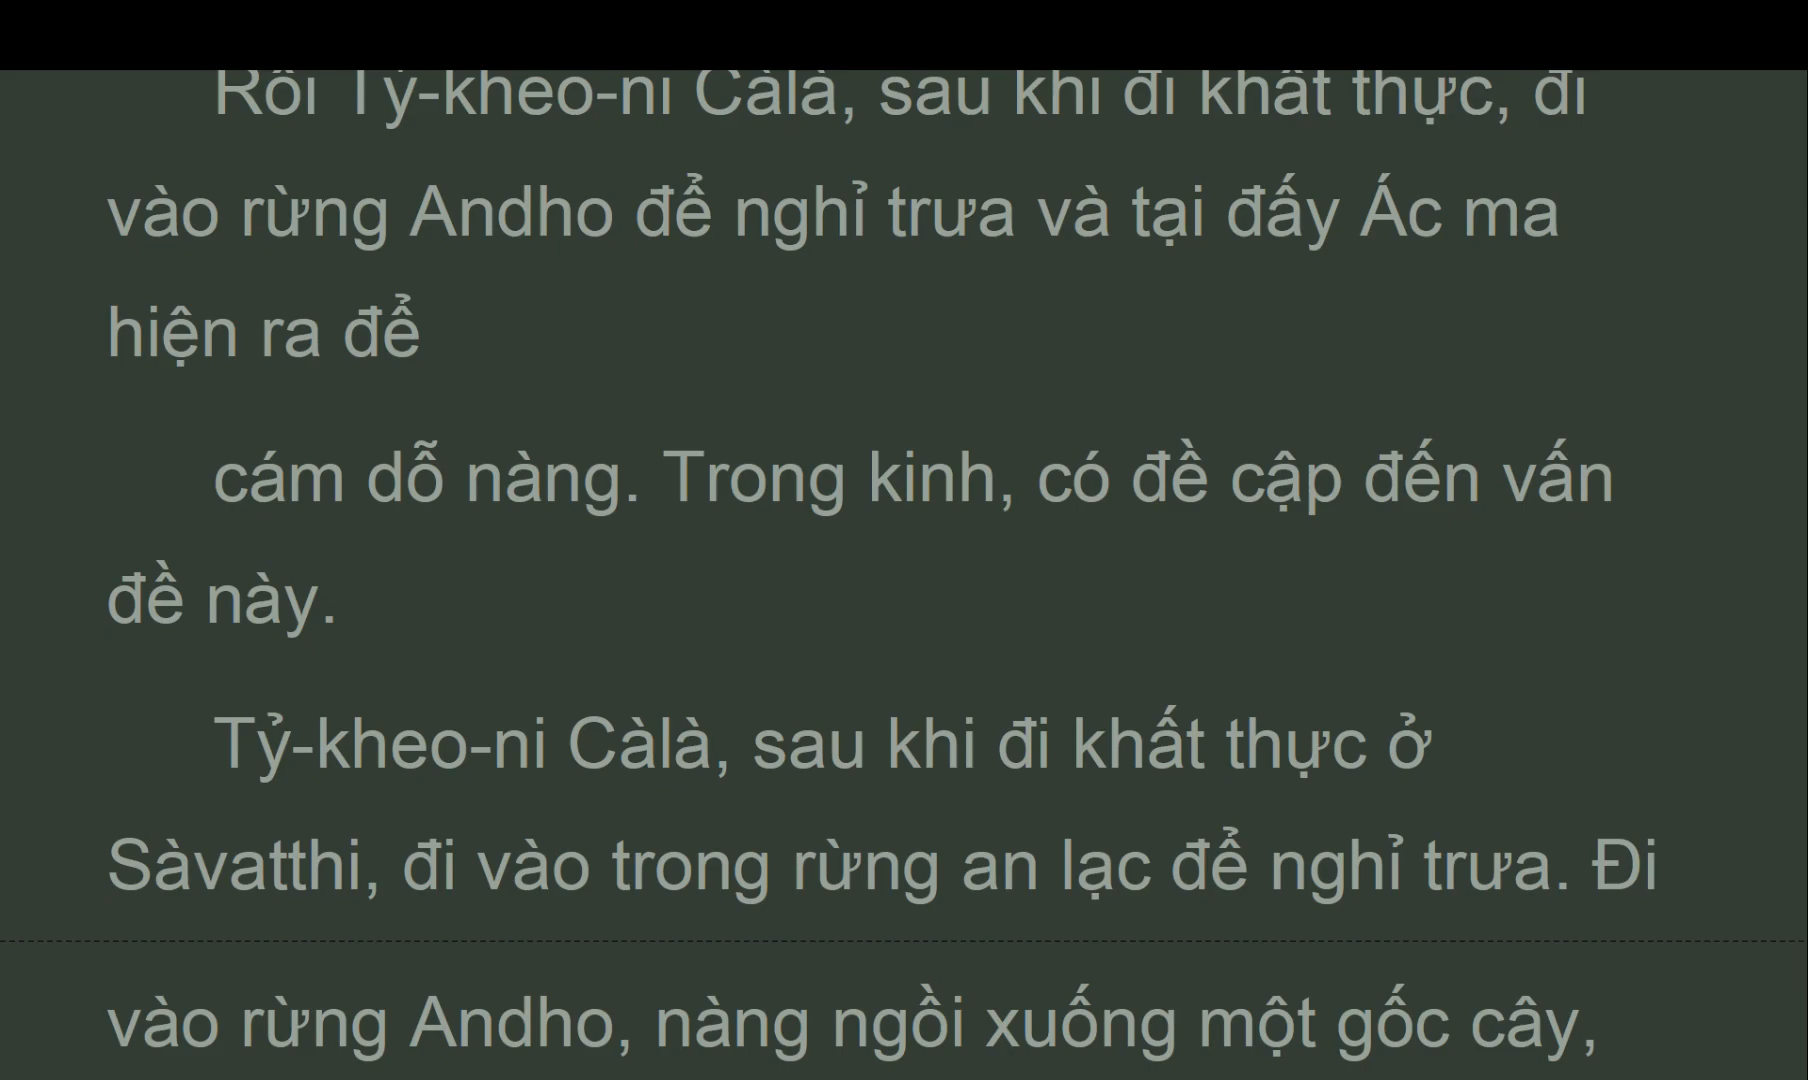 Rồi Tỷ-kheo-ni Càlà, sau khi đi khất thực, đi
vào rừng Andho để nghỉ trưa và tại đấy Ác ma
hiện ra để
cám dỗ nàng. Trong kinh, có đề cập đến vấn
đề này.
Tỷ-kheo-ni Càlà, sau khi đi khất thực ở
Sàvatthi, đi vào trong rừng an lạc để nghỉ trưa. Đi
vào rừng Andho, nàng ngồi xuống một gốc cây,